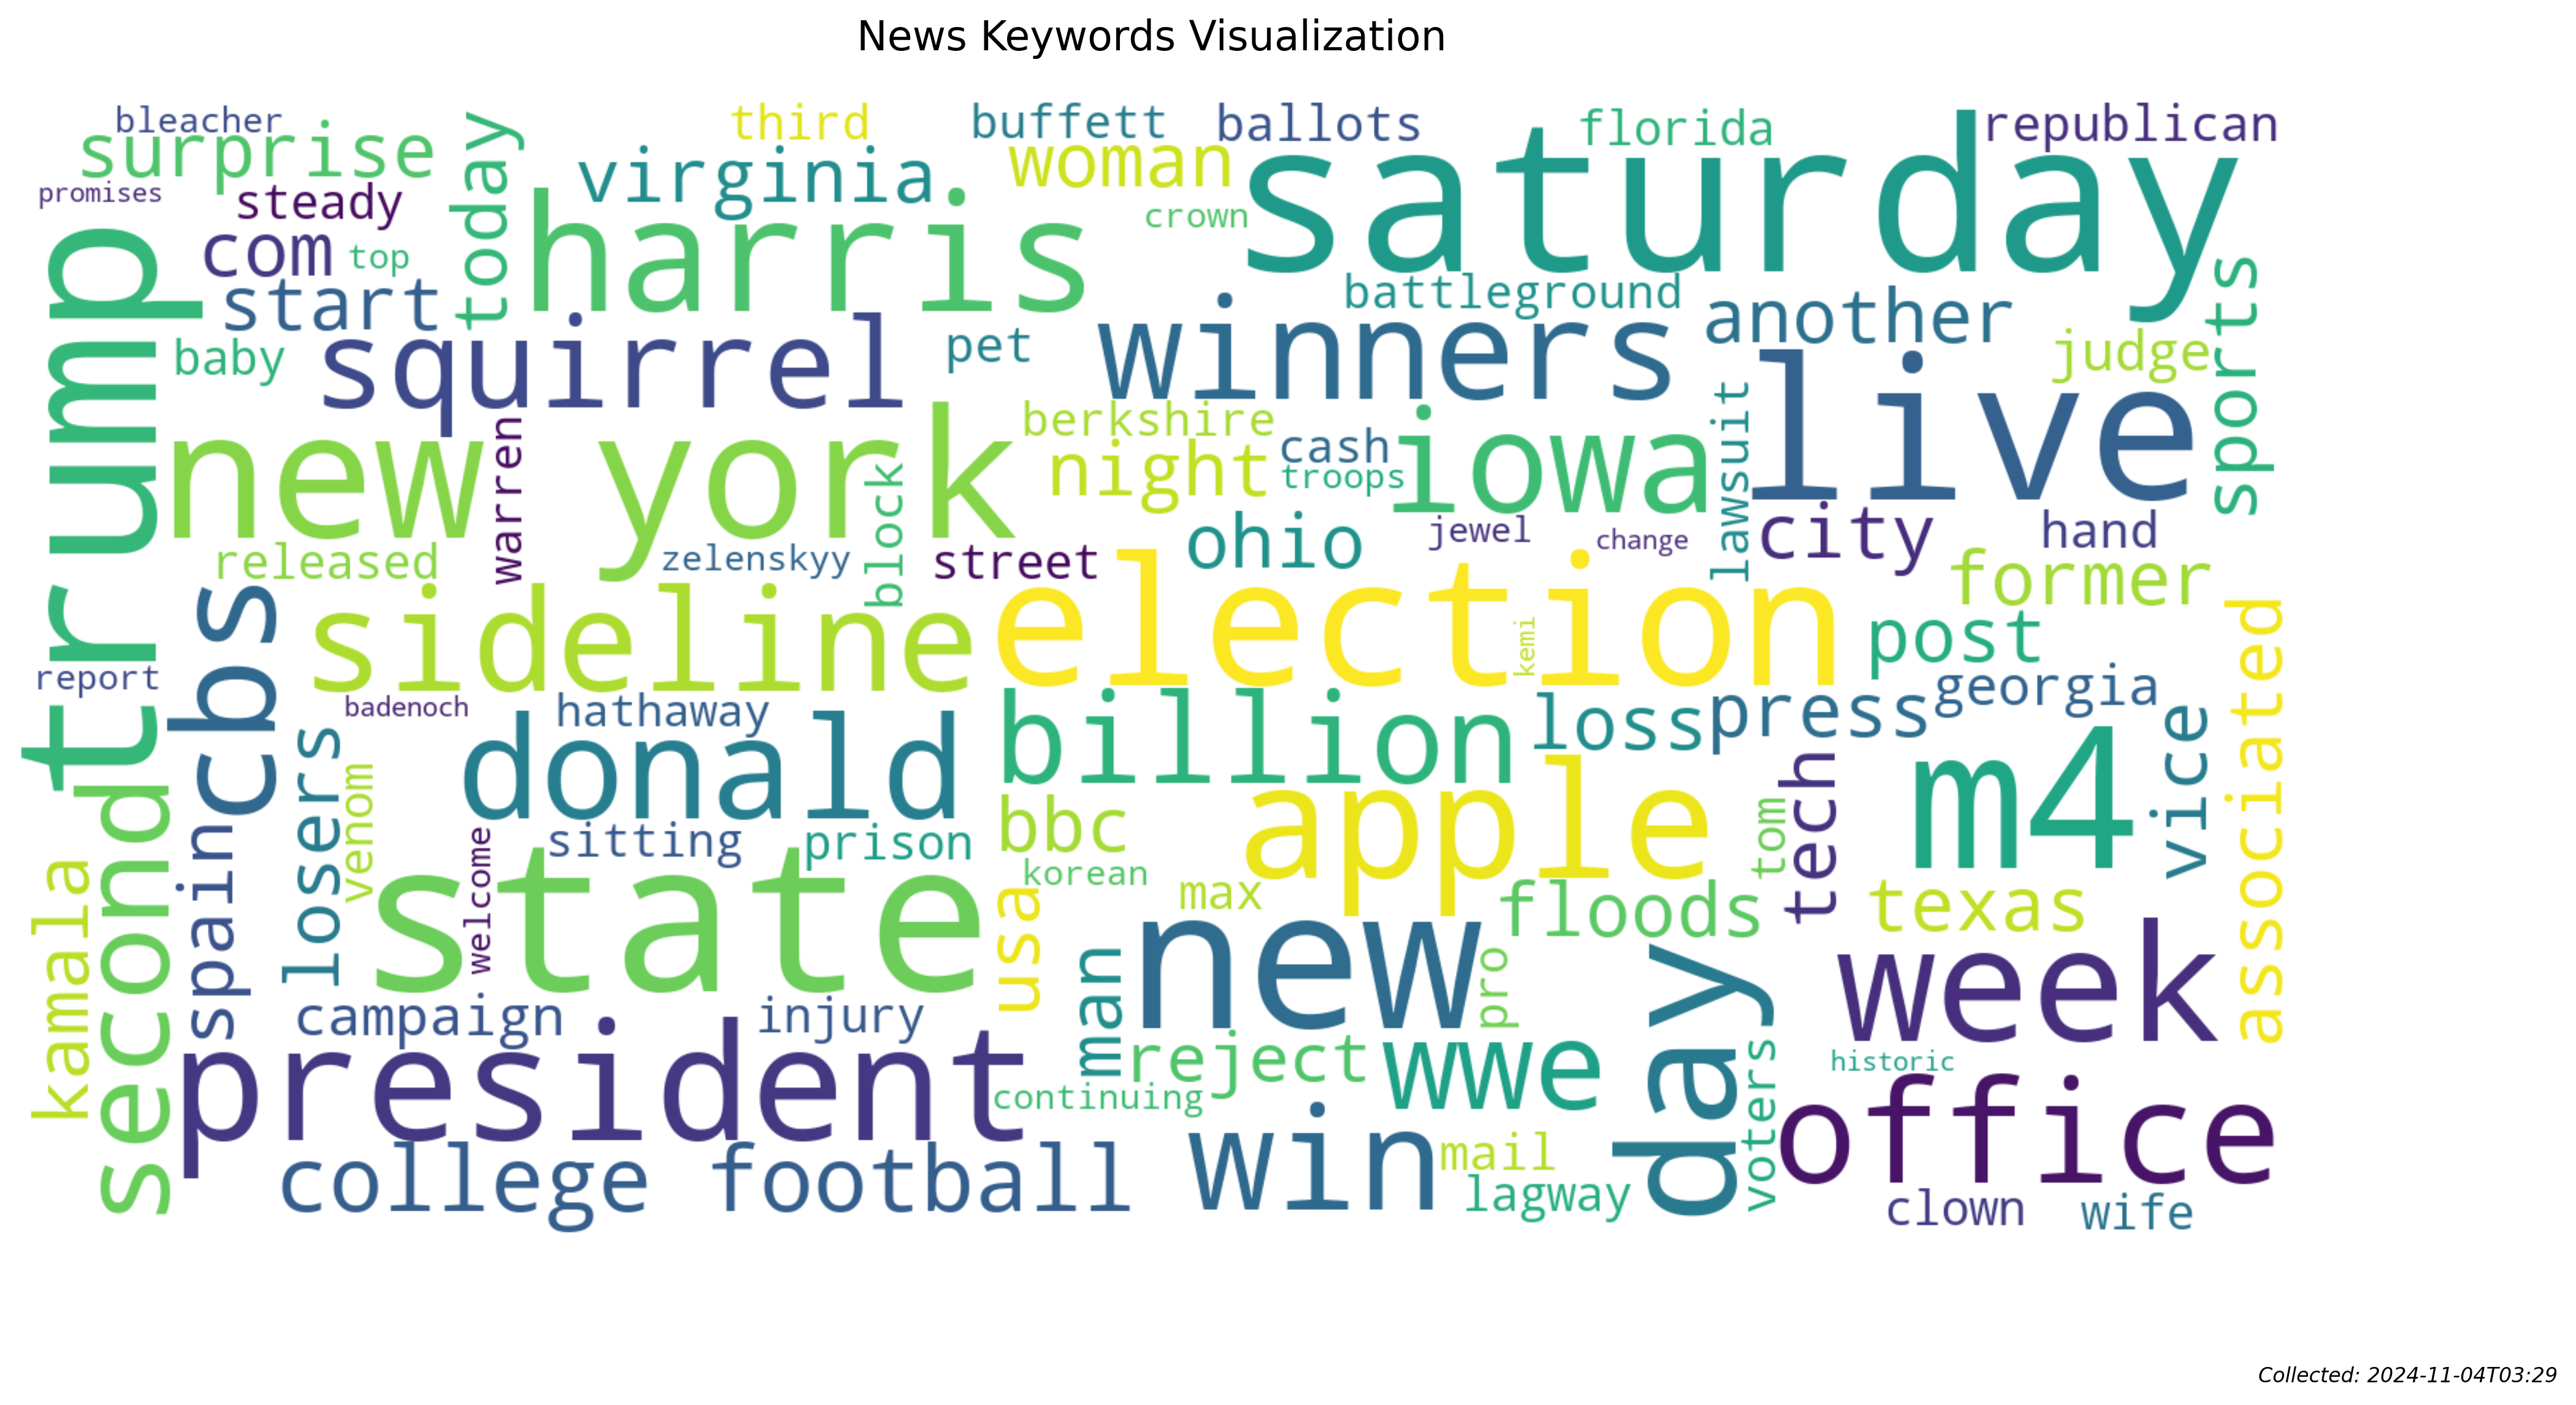 News Keywords Visualization
bleacher
surprise
promises
steady
com
top
today
start
baby
third
virginia
harris
buffett
ballots
woman
crown
florida
republican
saturday
trump
squirrel
pet
winners
battleground
another
judge
sports
live
new york
warren
block
berkshire
night
cash
troops
iowa
lawsuit
city
hand
released
zelenskyy
street
ohio
jewel
change
former
cbs
sideline
election
kemi
post
associated
report
badenoch
hathaway
donald
billion
loss
press
georgia
vice
second
losers
venom
spain
kamala
welcome
sitting
prison
bbc
korean
apple
max
tom
tech
m4
texas
state
usa
new
floods
pro
man
day
week
campaign
injury
president
continuing
reject
wwe
voters
historic
office
college football
win
mail
lagway
clown
wife
Collected: 2024-11-04T03:29